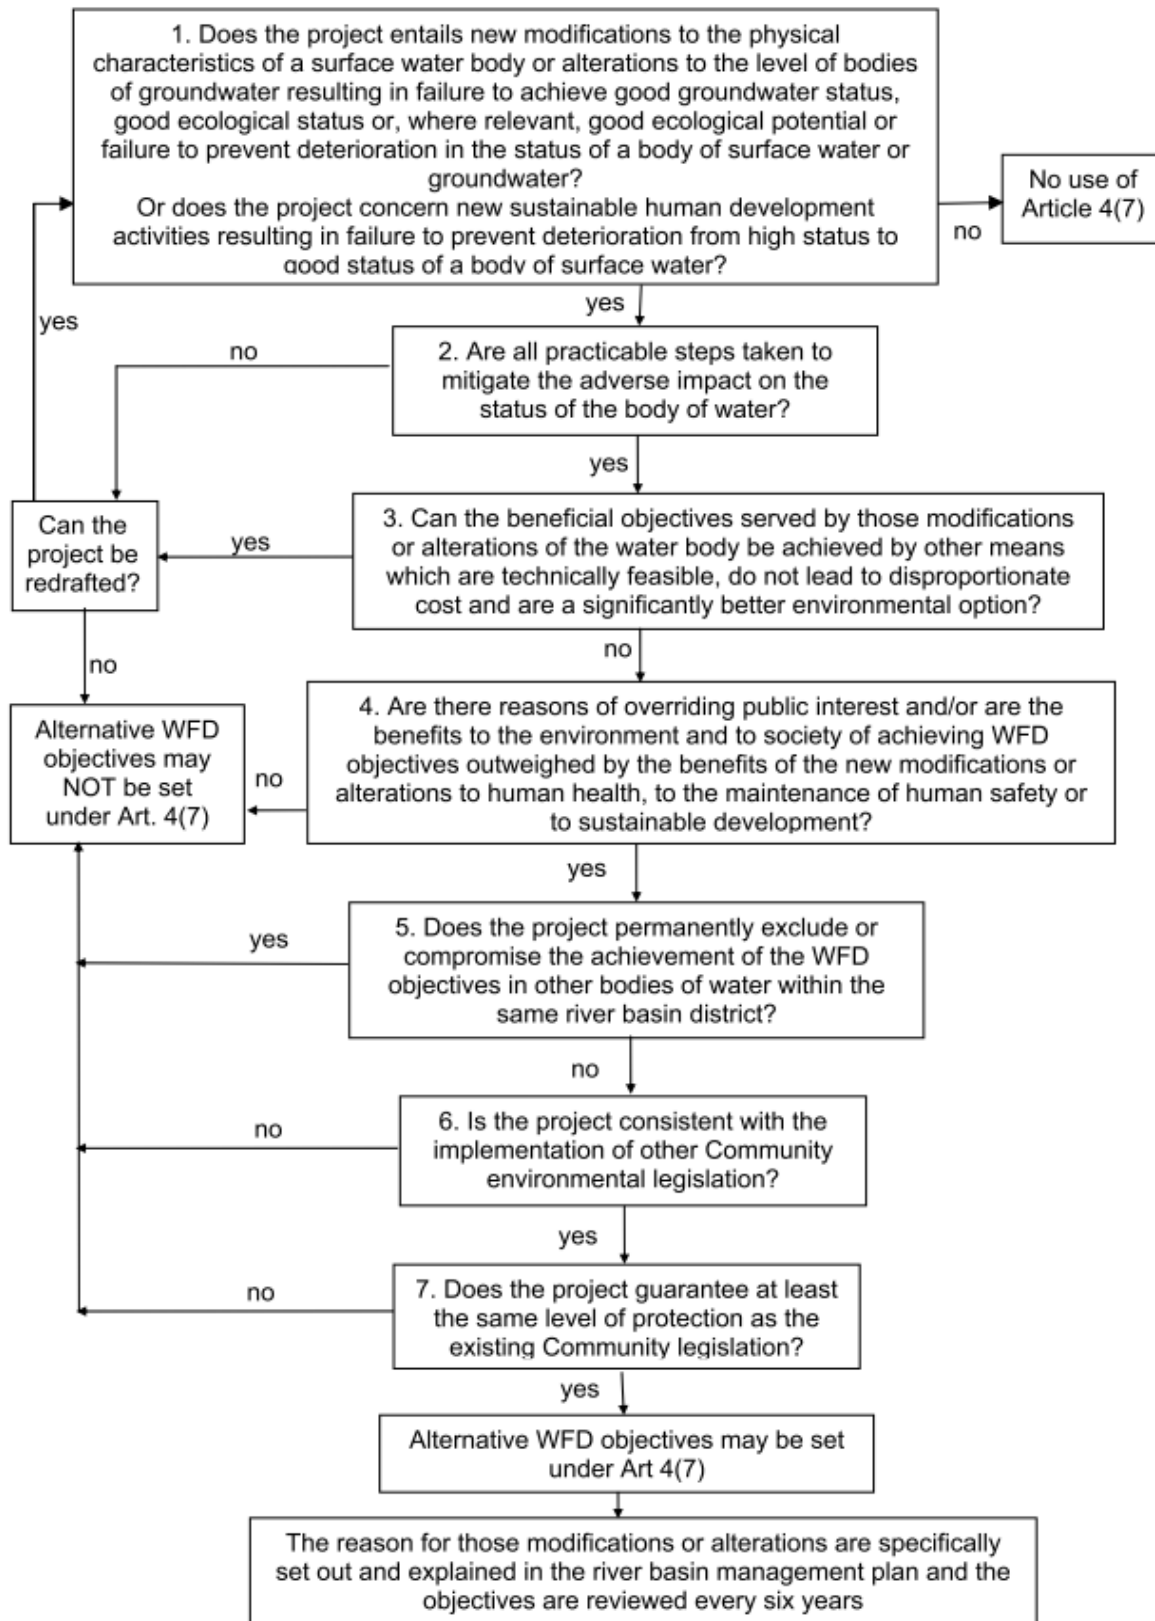 1. Does the project entails new modifications to the physical
characteristics of a surface water body or alterations to the level of bodies
of groundwater resulting in failure to achieve good groundwater status,
good ecological status or, where relevant, good ecological potential or
failure to prevent deterioration in the status of a body of surface water or
groundwater?
Or does the project concern new sustainable human development
activities resulting in failure to prevent deterioration from high status to
good status of a body of surface water?
no
No use of
Article 4(7)
yes
yes
2. Are all practicable steps taken to
mitigate the adverse impact on the
status of the body of water?
no
yes
Can the
project be
redrafted?
yes
3. Can the beneficial objectives served by those modifications
or alterations of the water body be achieved by other means
which are technically feasible, do not lead to disproportionate
cost and are a significantly better environmental option?
no
no
Alternative WFD
objectives may
NOT be set
under Art. 4(7)
no
4. Are there reasons of overriding public interest and/or are the
benefits to the environment and to society of achieving WFD
objectives outweighed by the benefits of the new modifications or
alterations to human health, to the maintenance of human safety or
to sustainable development?
yes
yes
5. Does the project permanently exclude or
compromise the achievement of the WFD
objectives in other bodies of water within the
same river basin district?
no
no
6. Is the project consistent with the
implementation of other Community
environmental legislation?
yes
no
7. Does the project guarantee at least
the same level of protection as the
existing Community legislation?
yes
Alternative WFD objectives may be set
under Art 4(7)
The reason for those modifications or alterations are specifically
set out and explained in the river basin management plan and the
objectives are reviewed every six years